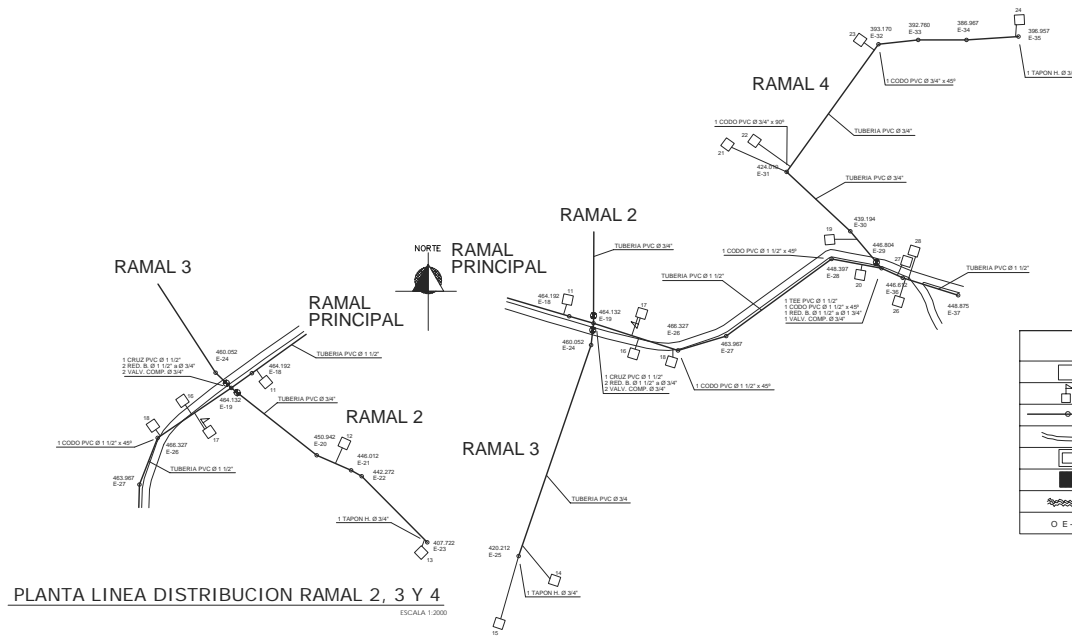 24
393.170
E-32
392.760
E-33
386.967
E-34
396.957
E-35
23
1 CODO PVC Ø 3/4" x 45º
1 TAPON H. Ø 3/
RAMAL 4
1 CODO PVC Ø 3/4" x 90º
22
21
TUBERIA PVC Ø 3/4"
424.010
E-31
TUBERIA PVC Ø 3/4"
439.194
E-30
19
446.804
E-29
28
27
20
448.397
E-28
446.612
E-36
26
TUBERIA PVC Ø 1 1/2"
448.875
E-37
1 CODO PVC Ø 1 1/2" x 45º
TUBERIA PVC Ø 1 1/2"
1 TEE PVC Ø 1 1/2"
1 CODO PVC Ø 1 1/2" x 45º
1 RED. B. Ø 1 1/2" a Ø 1 3/4"
1 VALV. COMP. Ø 3/4"
RAMAL 2
TUBERIA PVC Ø 3/4"
NORTE
RAMAL
PRINCIPAL
464.192
E-18
11
464.132
E-19
17
16
18
466.327
E-26
463.967
E-27
460.052
E-24
1 CRUZ PVC Ø 1 1/2"
2 RED. B. Ø 1 1/2" a Ø 3/4"
2 VALV. COMP. Ø 3/4"
1 CODO PVC Ø 1 1/2" x 45º
RAMAL 3
TUBERIA PVC Ø 3/4
420.212
E-25
14
1 TAPON H. Ø 3/4"
15
RAMAL 3
RAMAL
PRINCIPAL
TUBERIA PVC Ø 1 1/2"
460.052
E-24
1 CRUZ PVC Ø 1 1/2"
2 RED. B. Ø 1 1/2" a Ø 3/4"
2 VALV. COMP. Ø 3/4"
464.192
E-18
11
464.132
E-19
16
17
18
TUBERIA PVC Ø 3/4"
RAMAL 2
1 CODO PVC Ø 1 1/2" x 45º
466.327
E-26
TUBERIA PVC Ø 1 1/2"
463.967
E-27
450.942
E-20
12
446.012
E-21
442.272
E-22
1 TAPON H. Ø 3/4"
407.722
E-23
13
PLANTA LINEA DISTRIBUCION RAMAL 2, 3 Y 4
ESCALA 1:2000
O E-